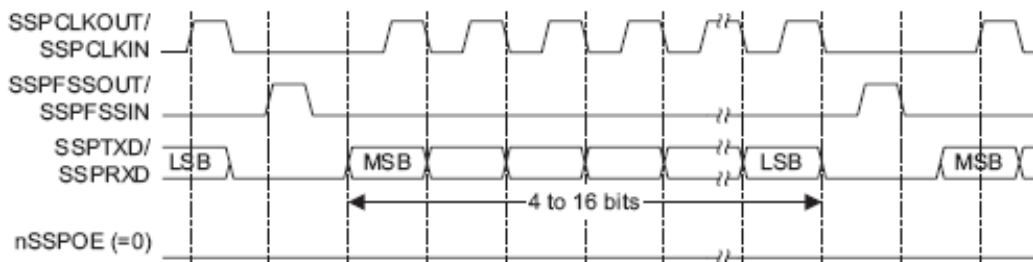 SSPCLKOUT/
SSPCLKIN
SSPFSSOUT/
SSPFSSIN
SSPTXD/
SSPRXD
LSB
MSB
LSB
MSB
4 to 16 bits
nSSPOE (=0)